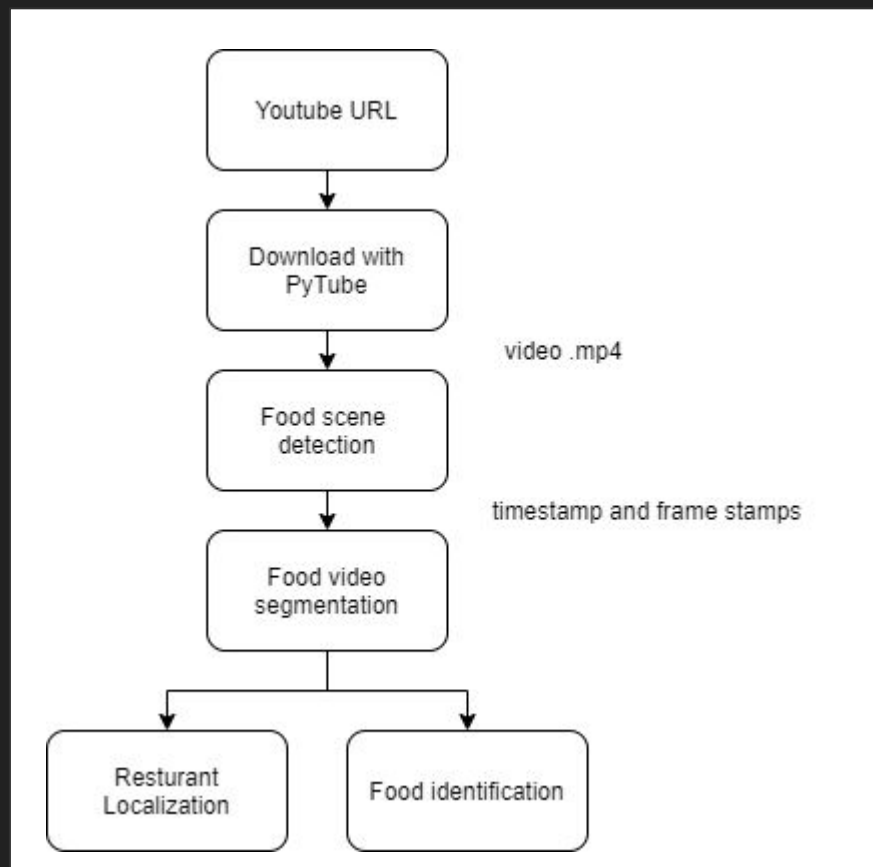 Youtube URL
Download with
PyTube
video .mp4
Food scene
detection
timestamp and frame stamps
Food video
segmentation
Resturant
Localization
Food identification